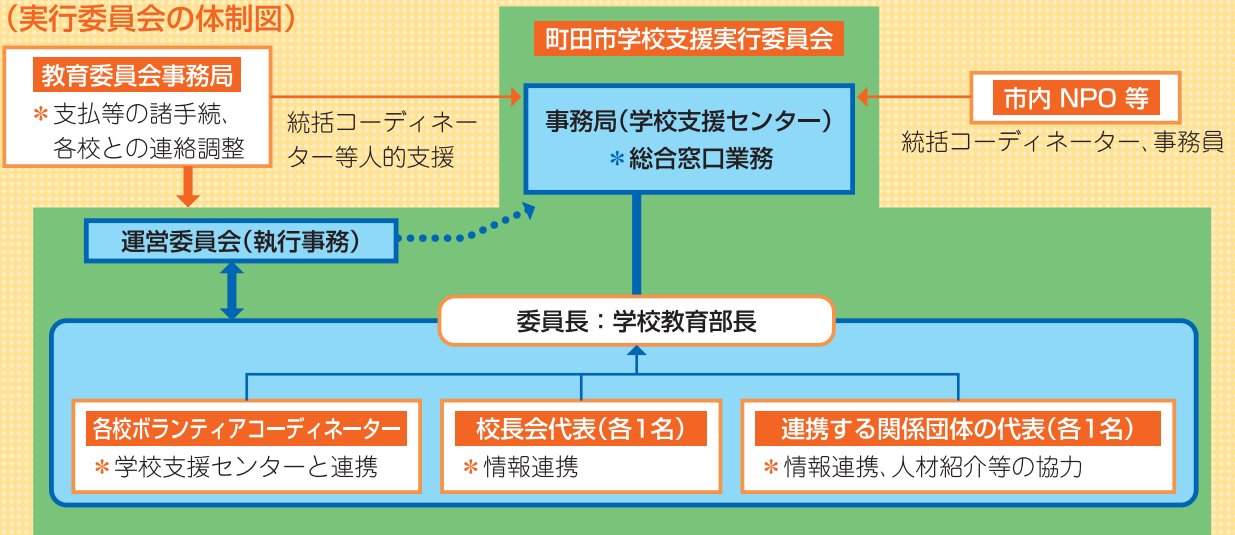 （実行委員会の体制図）
町田市学校支援実行委員会
教育委員会事務局
＊支払等の諸手続、
各校との連絡調整
統括コーディネー
ター等人的支援
事務局（学校支援センター）
＊総合窓口業務
市内 NPO 等
統括コーディネーター、事務員
運営委員会（執行事務）
委員長：学校教育部長
各校ボランティアコーディネーター
＊学校支援センターと連携
校長会代表（各1名）
＊情報連携
連携する関係団体の代表（各1名）
＊情報連携、人材紹介等の協力